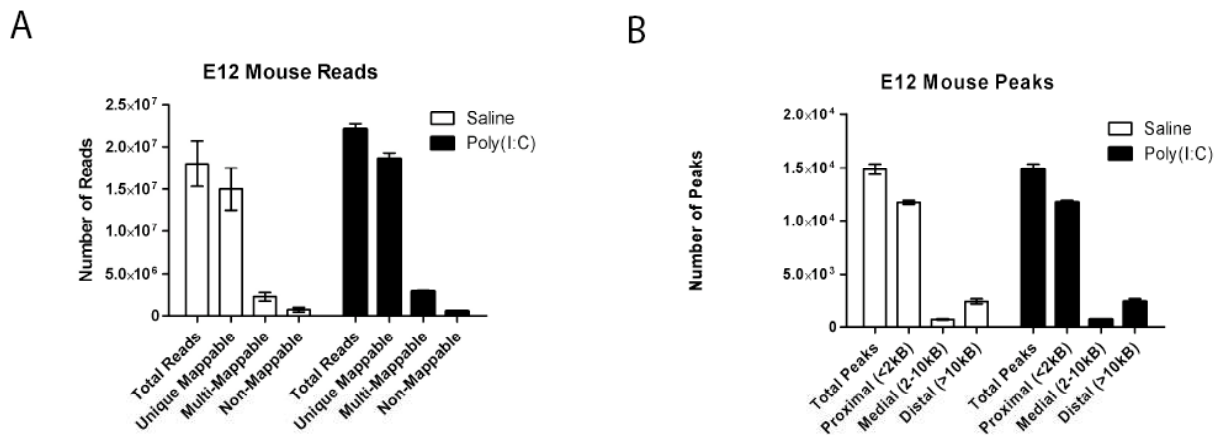 A
E12 Mouse Reads
Number of Reads
2.5×10⁷
2.0×10⁷
1.5×10⁷
1.0×10⁷
5.0×10⁶
0
Saline
Poly(I:C)
Total Reads
Unique Mappable
Multi-Mappable
Non-Mappable
Total Reads
Unique Mappable
Multi-Mappable
Non-Mappable
B
E12 Mouse Peaks
Number of Peaks
2.0×10⁴
1.5×10⁴
1.0×10⁴
5.0×10³
0
Saline
Poly(I:C)
Total Peaks
Proximal (<2kB)
Medial (2-10kB)
Distal (>10kB)
Total Peaks
Proximal (<2kB)
Medial (2-10kB)
Distal (>10kB)